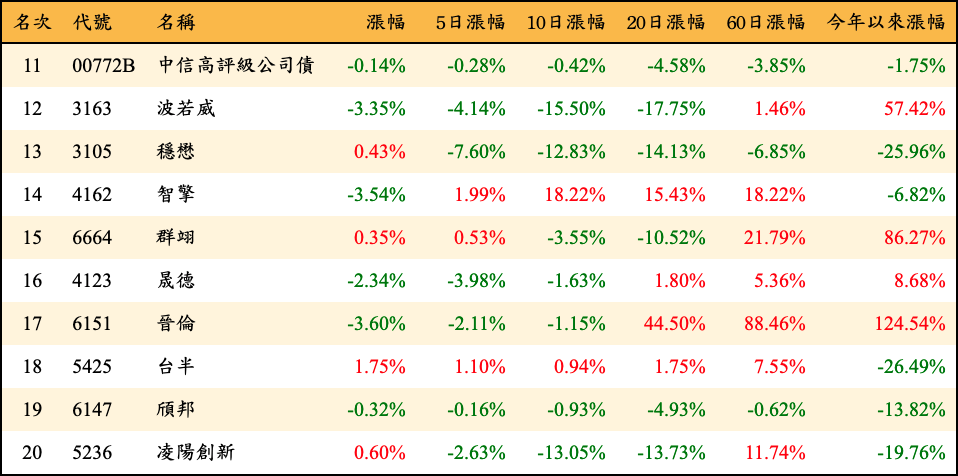 名次 代號 名稱 漲幅 5日漲幅 10日漲幅 20日漲幅 60日漲幅 今年以來漲幅
11 00772B 中信高評級公司債 -0.14% -0.28% -0.42% -4.58% -3.85% -1.75%
12 3163 波若威 -3.35% -4.14% -15.50% -17.75% 1.46% 57.42%
13 3105 穩懋 0.43% -7.60% -12.83% -14.13% -6.85% -25.96%
14 4162 智擎 -3.54% 1.99% 18.22% 15.43% 18.22% -6.82%
15 6664 群翊 0.35% 0.53% -3.55% -10.52% 21.79% 86.27%
16 4123 晟德 -2.34% -3.98% -1.63% 1.80% 5.36% 8.68%
17 6151 晉倫 -3.60% -2.11% -1.15% 44.50% 88.46% 124.54%
18 5425 台半 1.75% 1.10% 0.94% 1.75% 7.55% -26.49%
19 6147 頎邦 -0.32% -0.16% -0.93% -4.93% -0.62% -13.82%
20 5236 凌陽創新 0.60% -2.63% -13.05% -13.73% 11.74% -19.76%